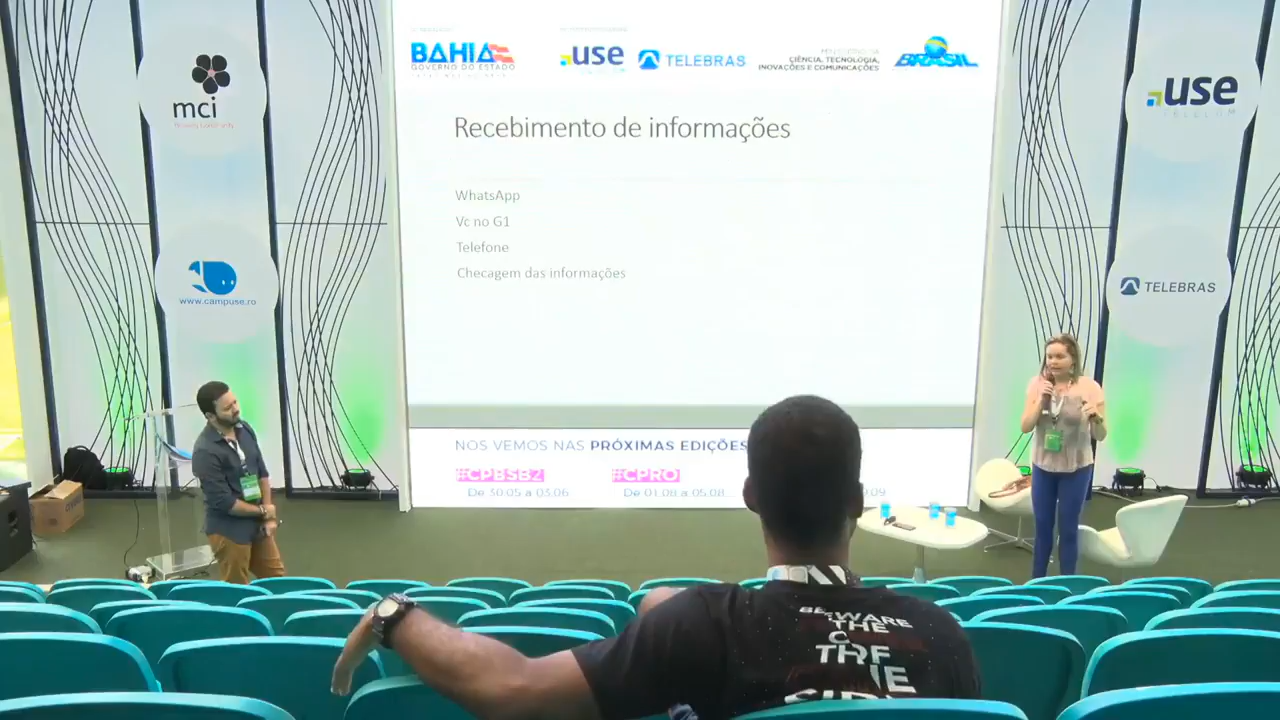 BAHIA
GOVERNO DO ESTADO
use
TELEBRAS
CIÊNCIA, TECNOLOGIA,
INOVAÇÕES E COMUNICAÇÕES
BRASIL
mci
use
TELECOM
Recebimento de informações
WhatsApp
Vc no G1
Telefone
Checagem das informações
www.campuse.ro
TELEBRAS
NOS VEMOS NAS PRÓXIMAS EDIÇÕES
#CPBSB2
De 30.05 a 03.06
#CPRO
De 01.08 a 05.08
BEWARE
THE
THE